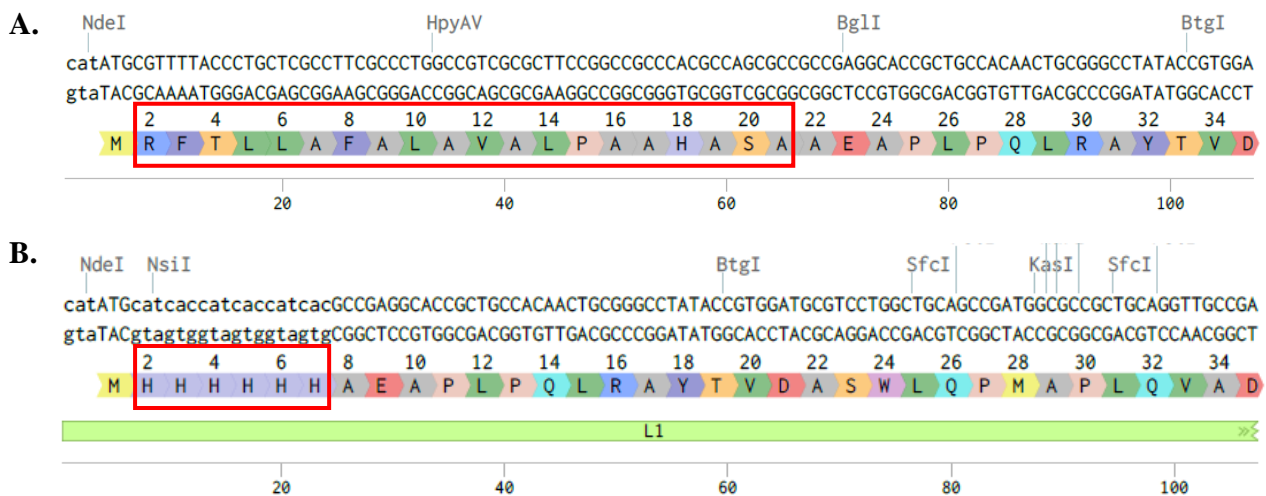 A.
NdeI HpyAV BglI BtgI
catATGCGTTTTACCCTGCTCGCCTTCGCCCTGGCCGTCGCGCTTCCGGCCGCCCACGCCAGCGCCGCCGAGGCACCGCTGCCACAACTGCGGGCCTATACCGTGGA
gtaTACGCAAAATGGGACGAGCGGAAGCGGGACCGGCAGCGCGAAGGCCGGCGGGTGCGGTCGCGGCGGCTCCGTGGCGACGGTGTTGACGCCCGGATATGGCACCT
2 4 6 8 10 12 14 16 18 20 22 24 26 28 30 32 34
M R F T L L A F A L A V A L P A A H A S A A E A P L P Q L R A Y T V D
20 40 60 80 100
B.
NdeI NsiI BtgI SfcI KasI SfcI
catATGcatcaccatcaccatcacGCCGAGGCACCGCTGCCACAACTGCGGGCCTATACCGTGGATGCGTCCTGGCTGCAGCCGATGGCGCCGCTGCAGGTTGCCGA
gtaTACgtagtggtagtggtagtgCGGCTCCGTGGCGACGGTGTTGACGCCCGGATATGGCACCTACGCAGGACCGACGTCGGCTACCGCGGCGACGTCCAACGGCT
2 4 6 8 10 12 14 16 18 20 22 24 26 28 30 32 34
M H H H H H H A E A P L P Q L R A Y T V D A S W L Q P M A P L Q V A D
L1
20 40 60 80 100